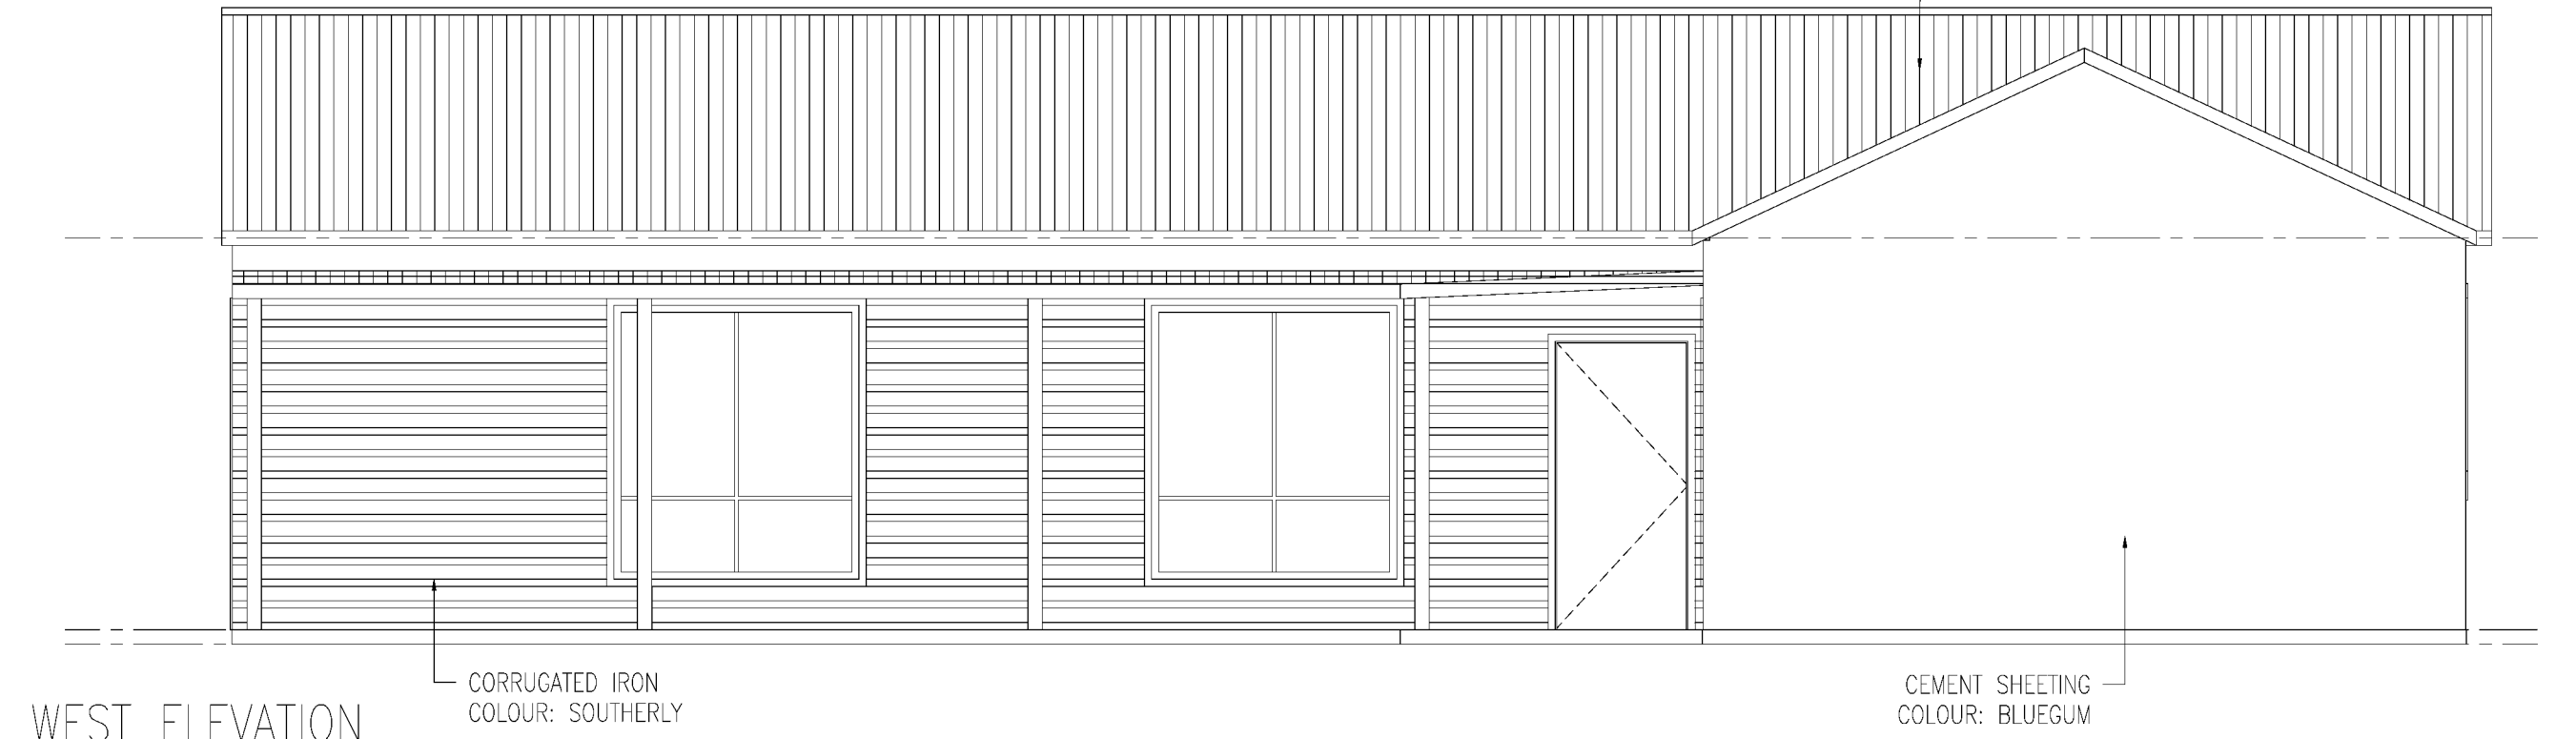 CORRUGATED IRON
COLOUR: SOUTHERLY
CEMENT SHEETING
COLOUR: BLUEGUM
WEST ELEVATION